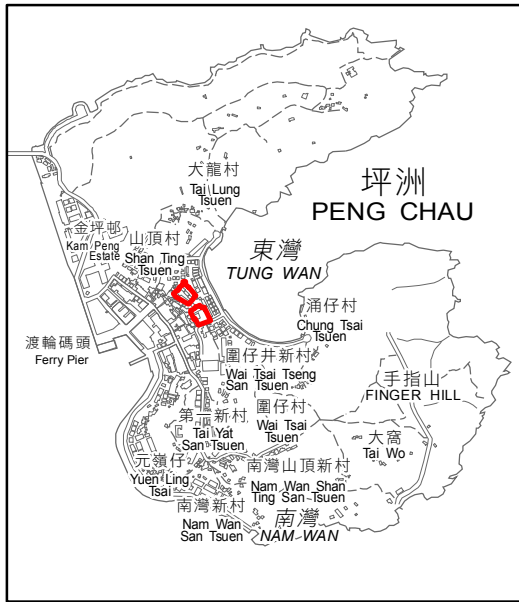 大龍村
Tai Lung
Tsuen
坪洲
PENG CHAU
金坪邨
Kam Peng
Estate
山頂村
Shan Ting
Tsuen
東灣
TUNG WAN
涌仔村
Chung Tsai
Tsuen
渡輪碼頭
Ferry Pier
圍仔井新村
Wai Tsai Tseng
San Tsuen
手指山
FINGER HILL
第一新村
Tai Yat
San Tsuen
圍仔村
Wai Tsai
Tsuen
大窩
Tai Wo
元嶺仔
Yuen Ling
Tsai
南灣山頂新村
Nam Wan Shan
Ting San Tsuen
南灣新村
Nam Wan
San Tsuen
南灣
NAM WAN